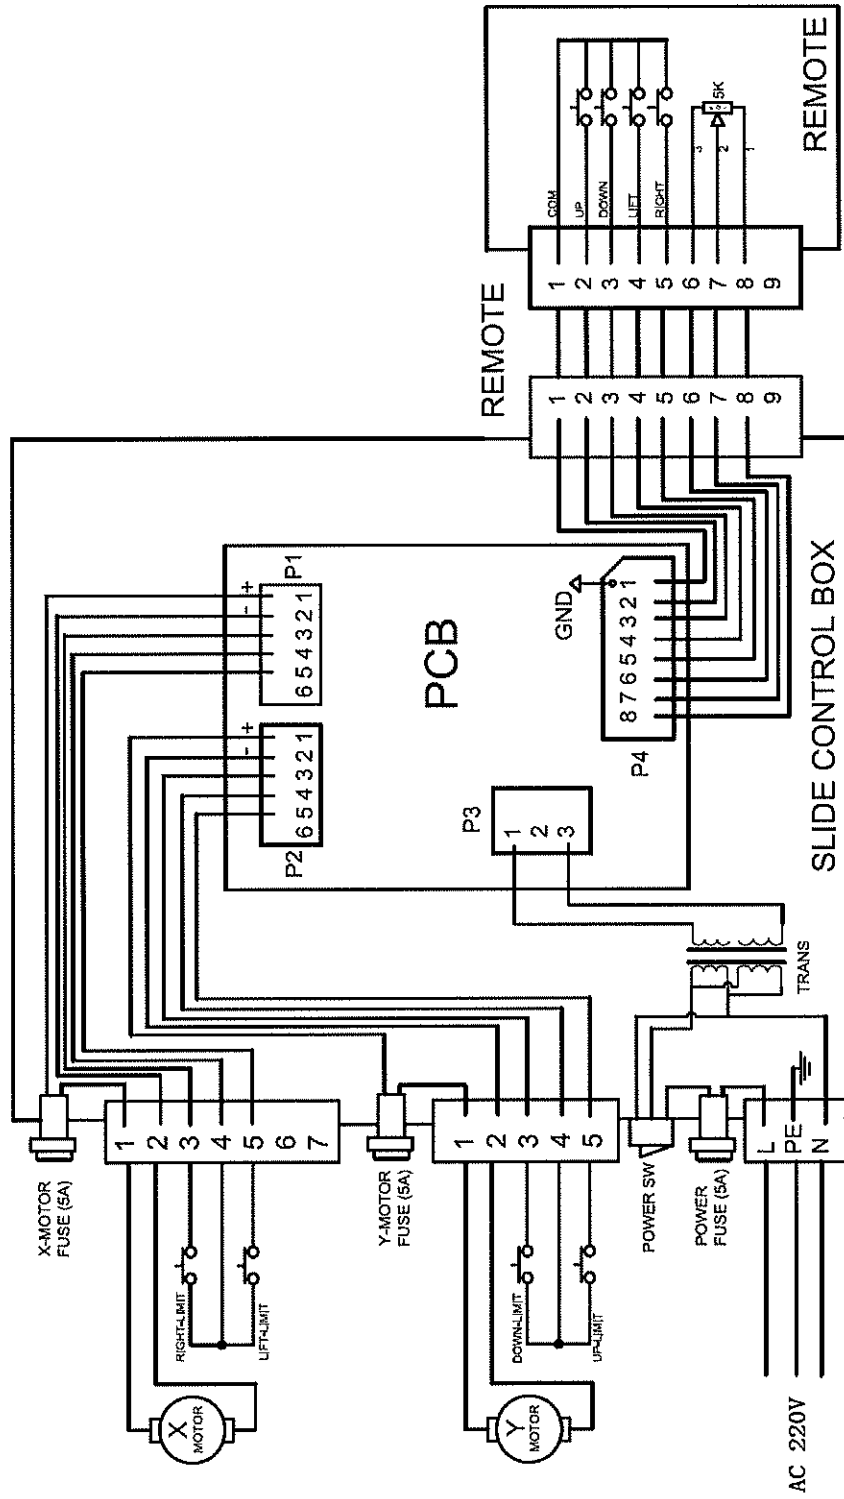 X-MOTOR
FUSE (5A)
1
2
3
4
5
6
7
RIGHT-LIMIT
LIFT-LIMIT
X
MOTOR
Y-MOTOR
FUSE (5A)
1
2
3
4
5
DOWN-LIMIT
UP-LIMIT
Y
MOTOR
POWER SW
POWER
FUSE (5A)
L
PE
N
AC 220V
TRANS
P2
6 5 4 3 2 1
- +
P1
6 5 4 3 2 1
- +
PCB
P3
1
2
3
GND
P4
8 7 6 5 4 3 2 1
SLIDE CONTROL BOX
REMOTE
1
2
3
4
5
6
7
8
9
1
2
3
4
5
6
7
8
9
COM
UP
DOWN
LIFT
RIGHT
3
2
1
5K
REMOTE